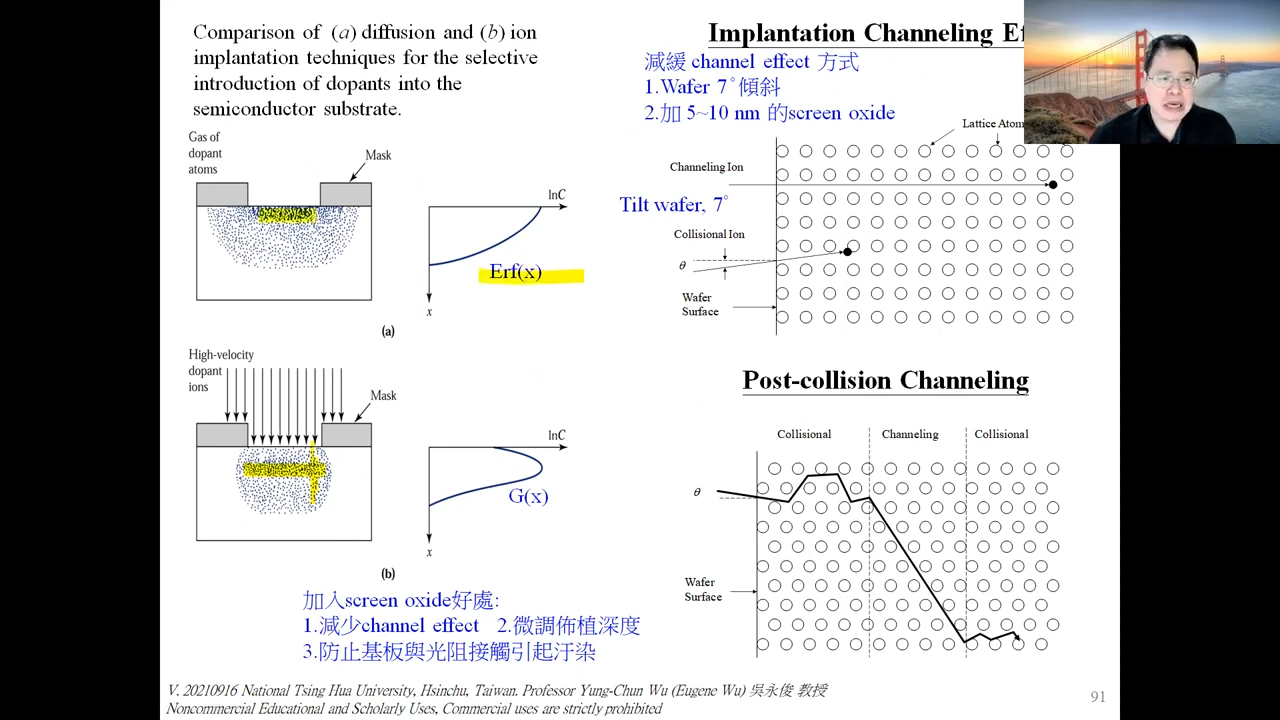 Comparison of (a) diffusion and (b) ion
implantation techniques for the selective
introduction of dopants into the
semiconductor substrate.
Gas of
dopant
atoms
Mask
lnC
Erf(x)
x
(a)
High-velocity
dopant
ions
Mask
lnC
G(x)
x
(b)
加入screen oxide好處:
1.減少channel effect 2.微調佈植深度
3.防止基板與光阻接觸引起汙染
Implantation Channeling
減緩 channel effect 方式
1.Wafer 7°傾斜
2.加 5~10 nm 的screen oxide
Lattice Atom
Channeling Ion
Tilt wafer, 7°
Collisional Ion
θ
Wafer
Surface
Post-collision Channeling
Collisional
Channeling
Collisional
θ
Wafer
Surface
V. 20210916 National Tsing Hua University, Hsinchu, Taiwan. Professor Yung-Chun Wu (Eugene Wu) 吳永俊 教授
Noncommercial Educational and Scholarly Uses, Commercial uses are strictly prohibited
91